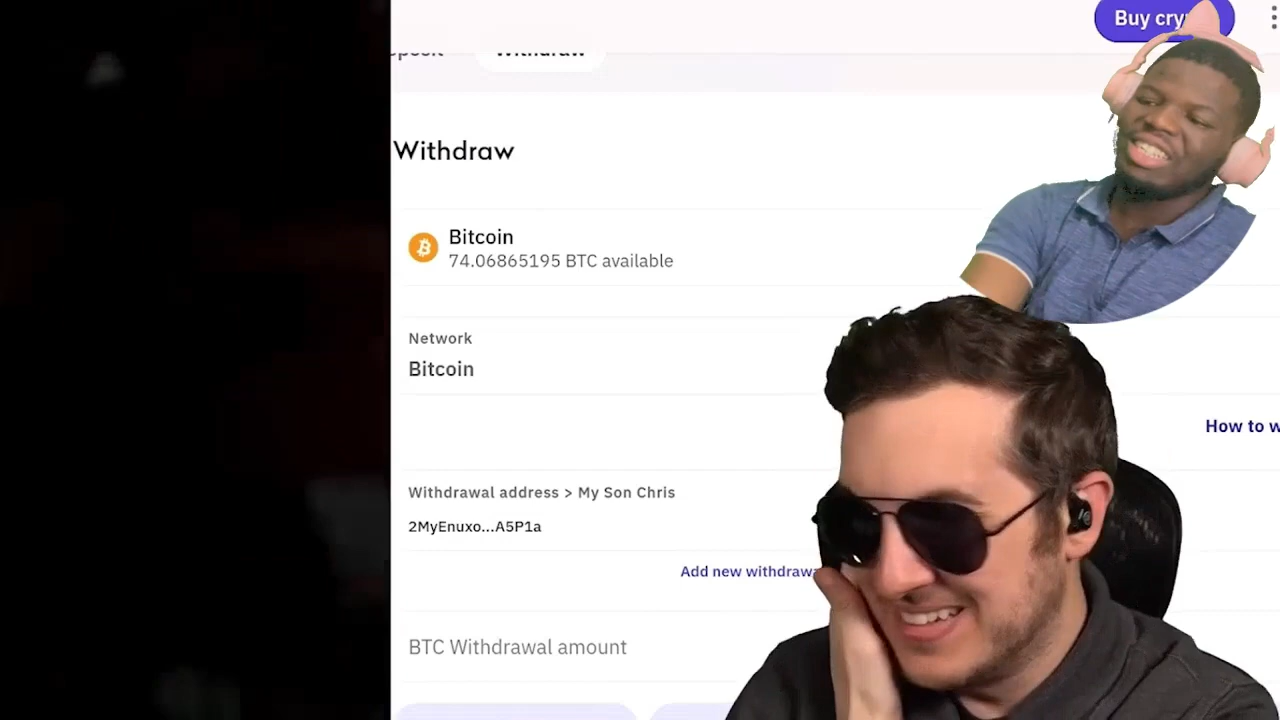 Buy cry
Withdraw
Withdraw
Bitcoin
74.06865195 BTC available
Network
Bitcoin
How to w
Withdrawal address > My Son Chris
2MyEnuxo...A5P1a
Add new withdrawa
BTC Withdrawal amount